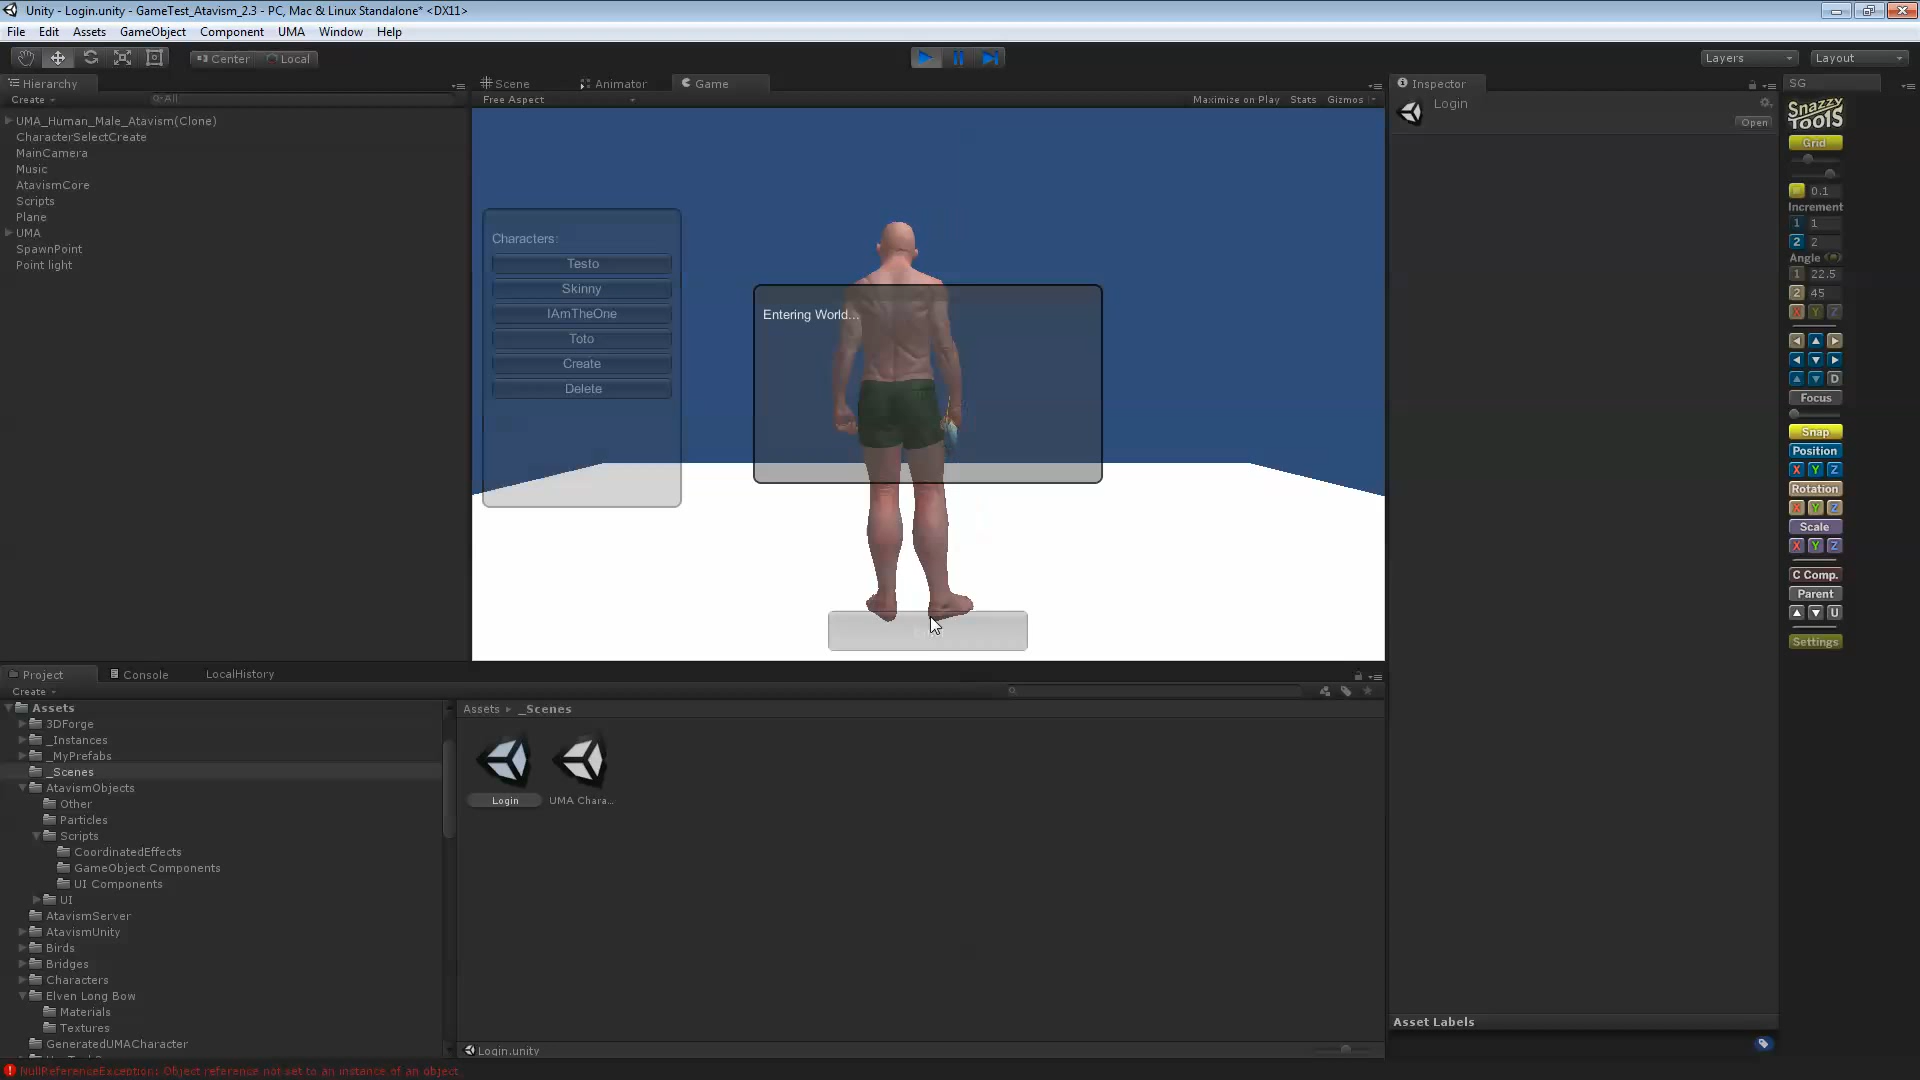 Unity - Login.unity - GameTest_Atavism_2.3 - PC, Mac & Linux Standalone* <DX11>
File Edit Assets GameObject Component UMA Window Help
Center Local
Layers
Layout
Hierarchy
Create
All
UMA_Human_Male_Atavism(Clone)
CharacterSelectCreate
MainCamera
Music
AtavismCore
Scripts
Plane
UMA
SpawnPoint
Point light
Scene Animator Game
Free Aspect
Maximize on Play Stats Gizmos
Characters:
Testo
Skinny
IAmTheOne
Toto
Create
Delete
Entering World...
Inspector
Login
Open
Asset Labels
SG
Snazzy
Tools
Grid
0.1
Increment
1 1
2 2
Angle
1 22.5
2 45
X Y Z
D
Focus
Snap
Position
X Y Z
Rotation
X Y Z
Scale
X Y Z
C Comp.
Parent
U
Settings
Project Console LocalHistory
Create
Assets
3DForge
_Instances
_MyPrefabs
_Scenes
AtavismObjects
Other
Particles
Scripts
CoordinatedEffects
GameObject Components
UI Components
UI
AtavismServer
AtavismUnity
Birds
Bridges
Characters
Elven Long Bow
Materials
Textures
GeneratedUMACharacter
Assets _Scenes
Login
UMA Chara...
Login.unity
NullReferenceException: Object reference not set to an instance of an object